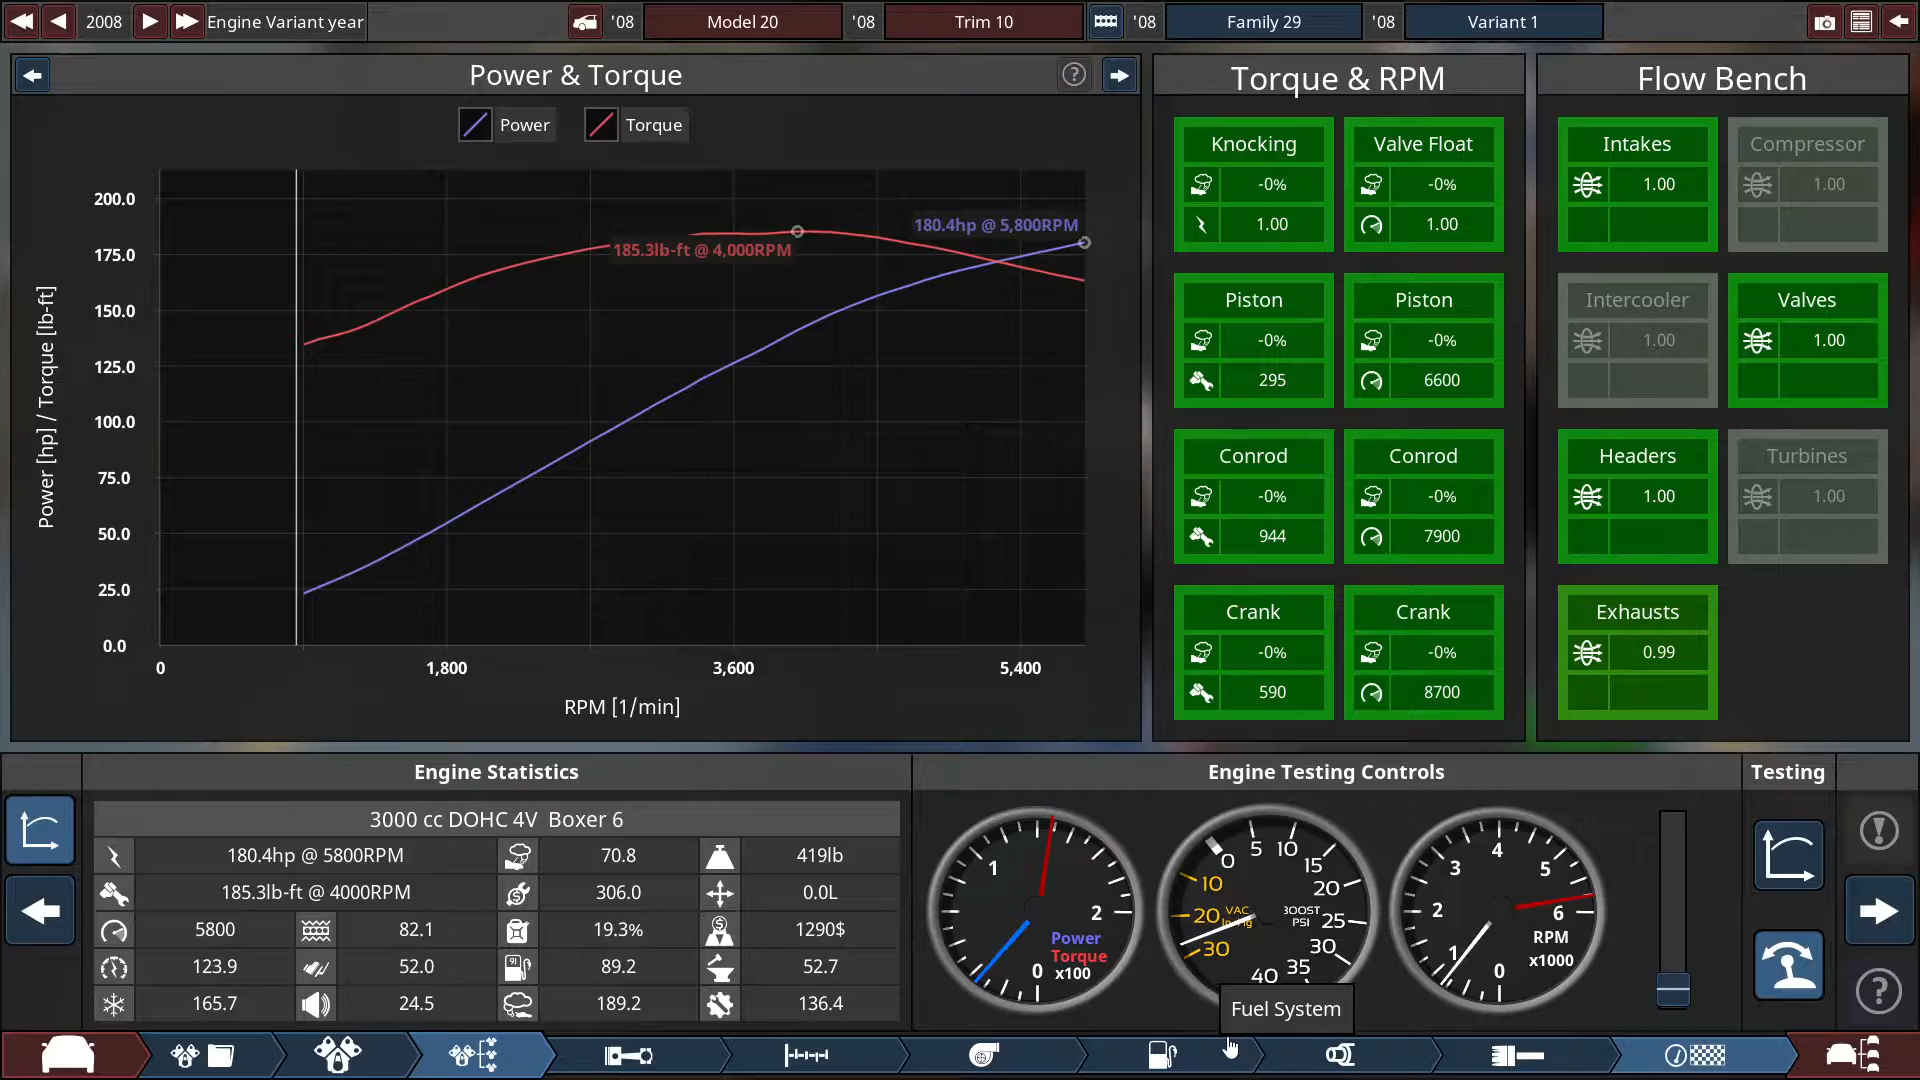 2008
Engine Variant year
'08
Model 20
'08
Trim 10
'08
Family 29
'08
Variant 1
Power & Torque
?
Power
Torque
200.0
175.0
150.0
125.0
100.0
75.0
50.0
25.0
0.0
Power [hp] / Torque [lb-ft]
180.4hp @ 5,800RPM
185.3lb-ft @ 4,000RPM
0
1,800
3,600
5,400
RPM [1/min]
Torque & RPM
Knocking
-0%
1.00
Valve Float
-0%
1.00
Piston
-0%
295
Piston
-0%
6600
Conrod
-0%
944
Conrod
-0%
7900
Crank
-0%
590
Crank
-0%
8700
Flow Bench
Intakes
1.00
Compressor
1.00
Intercooler
1.00
Valves
1.00
Headers
1.00
Turbines
1.00
Exhausts
0.99
Engine Statistics
3000 cc DOHC 4V Boxer 6
180.4hp @ 5800RPM
70.8
419lb
185.3lb-ft @ 4000RPM
306.0
0.0L
5800
82.1
19.3%
1290$
123.9
52.0
91
89.2
52.7
165.7
24.5
189.2
136.4
Engine Testing Controls
1
2
0
Power
Torque
x100
0
5
10
15
20
25
30
35
40
10
20
30
VAC
In-Hg
BOOST
PSI
0
1
2
3
4
5
6
RPM
x1000
Testing
?
Fuel System